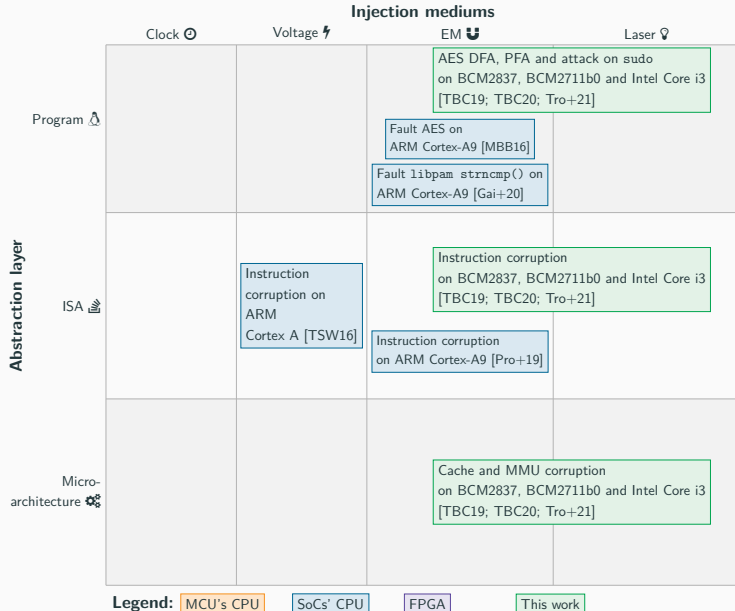 Injection mediums
Clock
Voltage
EM
Laser
Abstraction layer
Program
AES DFA, PFA and attack on sudo
on BCM2837, BCM2711b0 and Intel Core i3
[TBC19; TBC20; Tro+21]
Fault AES on
ARM Cortex-A9 [MBB16]
Fault libpam strncmp() on
ARM Cortex-A9 [Gai+20]
ISA
Instruction
corruption on
ARM
Cortex A [TSW16]
Instruction corruption
on BCM2837, BCM2711b0 and Intel Core i3
[TBC19; TBC20; Tro+21]
Instruction corruption
on ARM Cortex-A9 [Pro+19]
Micro-
architecture
Cache and MMU corruption
on BCM2837, BCM2711b0 and Intel Core i3
[TBC19; TBC20; Tro+21]
Legend: MCU's CPU SoCs' CPU FPGA This work